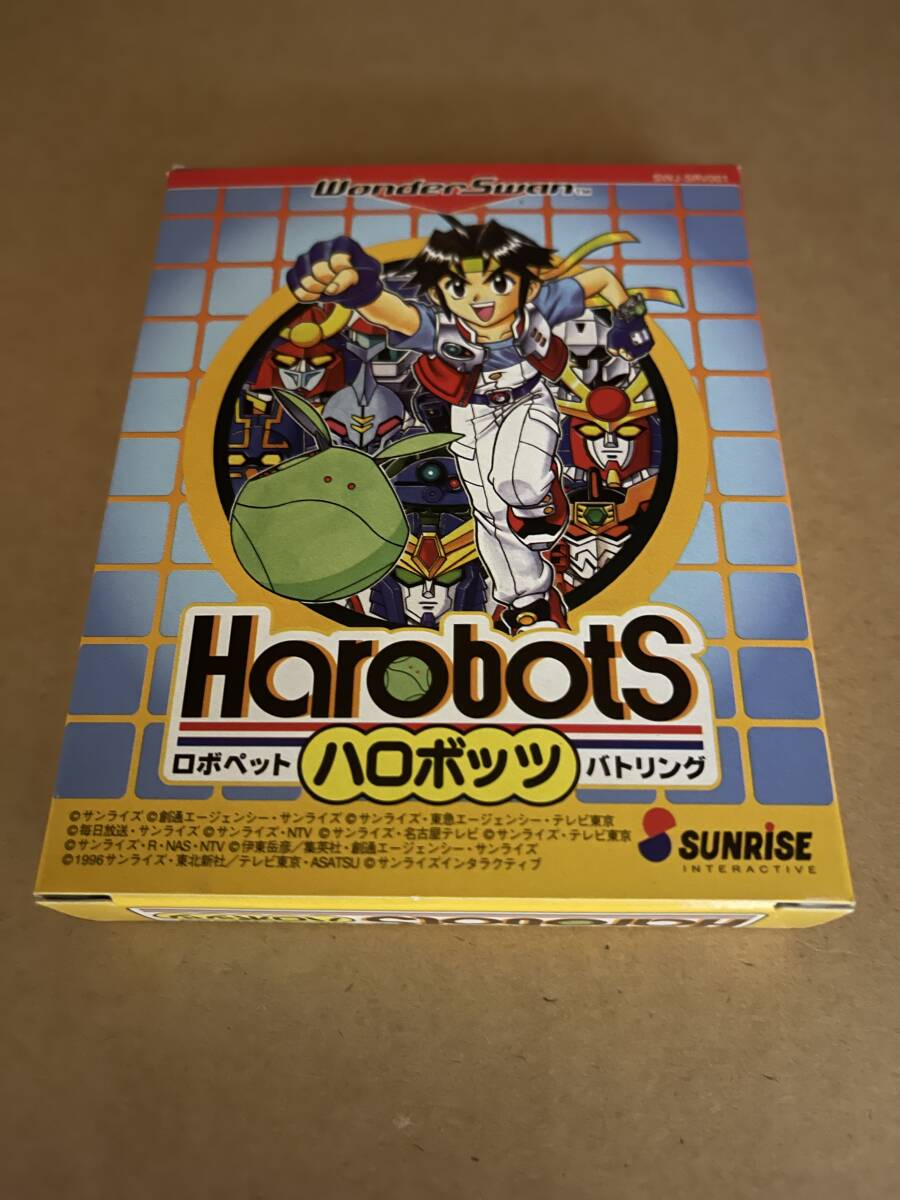 WonderSwan™
SWJ-SRV001
HarobotS
ロボペット ハロボッツ バトリング
©サンライズ ©創通エージェンシー・サンライズ ©サンライズ・東急エージェンシー・テレビ東京
©毎日放送・サンライズ ©サンライズ・NTV ©サンライズ・名古屋テレビ ©サンライズ・テレビ東京
©サンライズ・R・NAS・NTV ©伊東岳彦/集英社・創通エージェンシー・サンライズ
©1996 サンライズ・東北新社/テレビ東京・ASATSU ©サンライズインタラクティブ
SUNRISE
INTERACTIVE